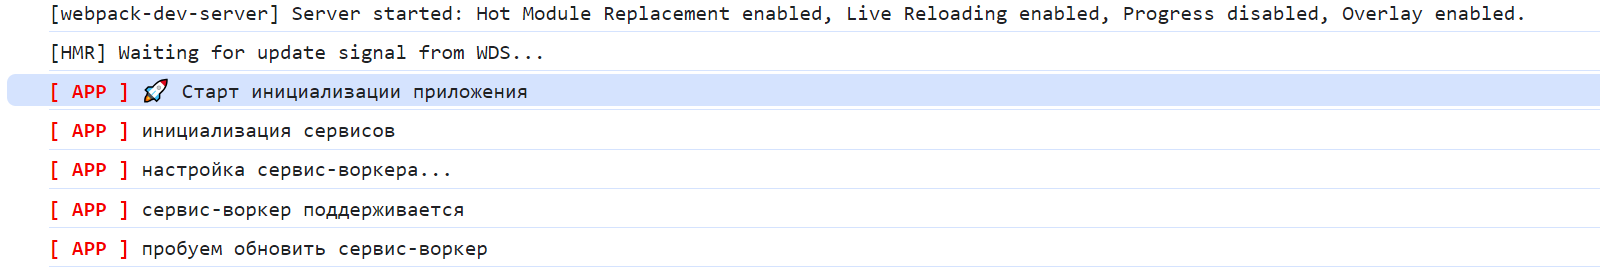 [webpack-dev-server] Server started: Hot Module Replacement enabled, Live Reloading enabled, Progress disabled, Overlay enabled.
[HMR] Waiting for update signal from WDS...
[ APP ] 🚀 Старт инициализации приложения
[ APP ] инициализация сервисов
[ APP ] настройка сервис-воркера...
[ APP ] сервис-воркер поддерживается
[ APP ] пробуем обновить сервис-воркер